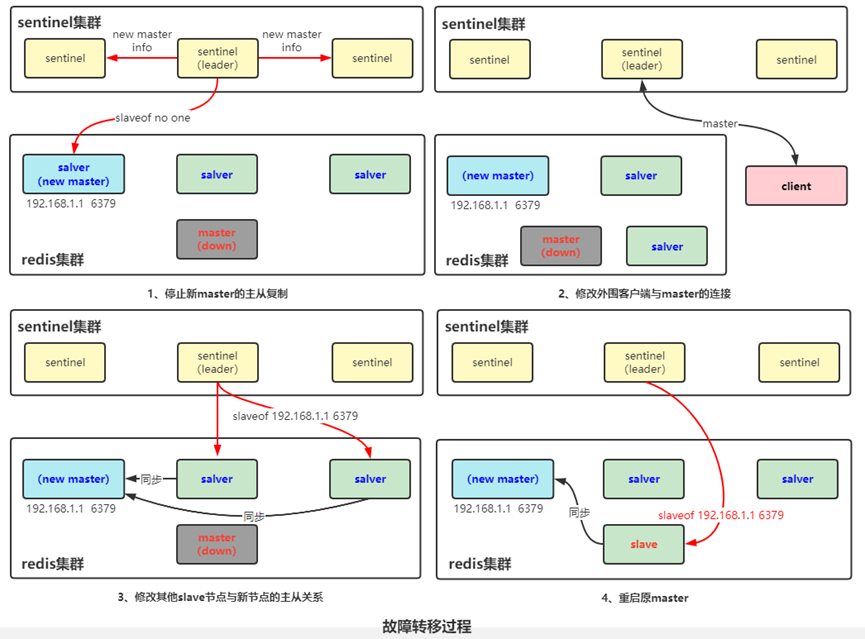 sentinel集群
new master
info
new master
info
sentinel
sentinel
(leader)
sentinel
slaveof no one
salver
(new master)
salver
salver
192.168.1.1 6379
master
(down)
redis集群
1、停止新master的主从复制
sentinel集群
sentinel
sentinel
(leader)
sentinel
master
(new master)
salver
client
192.168.1.1 6379
master
(down)
salver
redis集群
2、修改外围客户端与master的连接
sentinel集群
sentinel
sentinel
(leader)
sentinel
slaveof 192.168.1.1 6379
(new master)
同步
salver
salver
192.168.1.1 6379
同步
master
(down)
redis集群
3、修改其他slave节点与新节点的主从关系
sentinel集群
sentinel
sentinel
(leader)
sentinel
(new master)
salver
salver
192.168.1.1 6379
同步
slaveof 192.168.1.1 6379
slave
redis集群
4、重启原master
故障转移过程